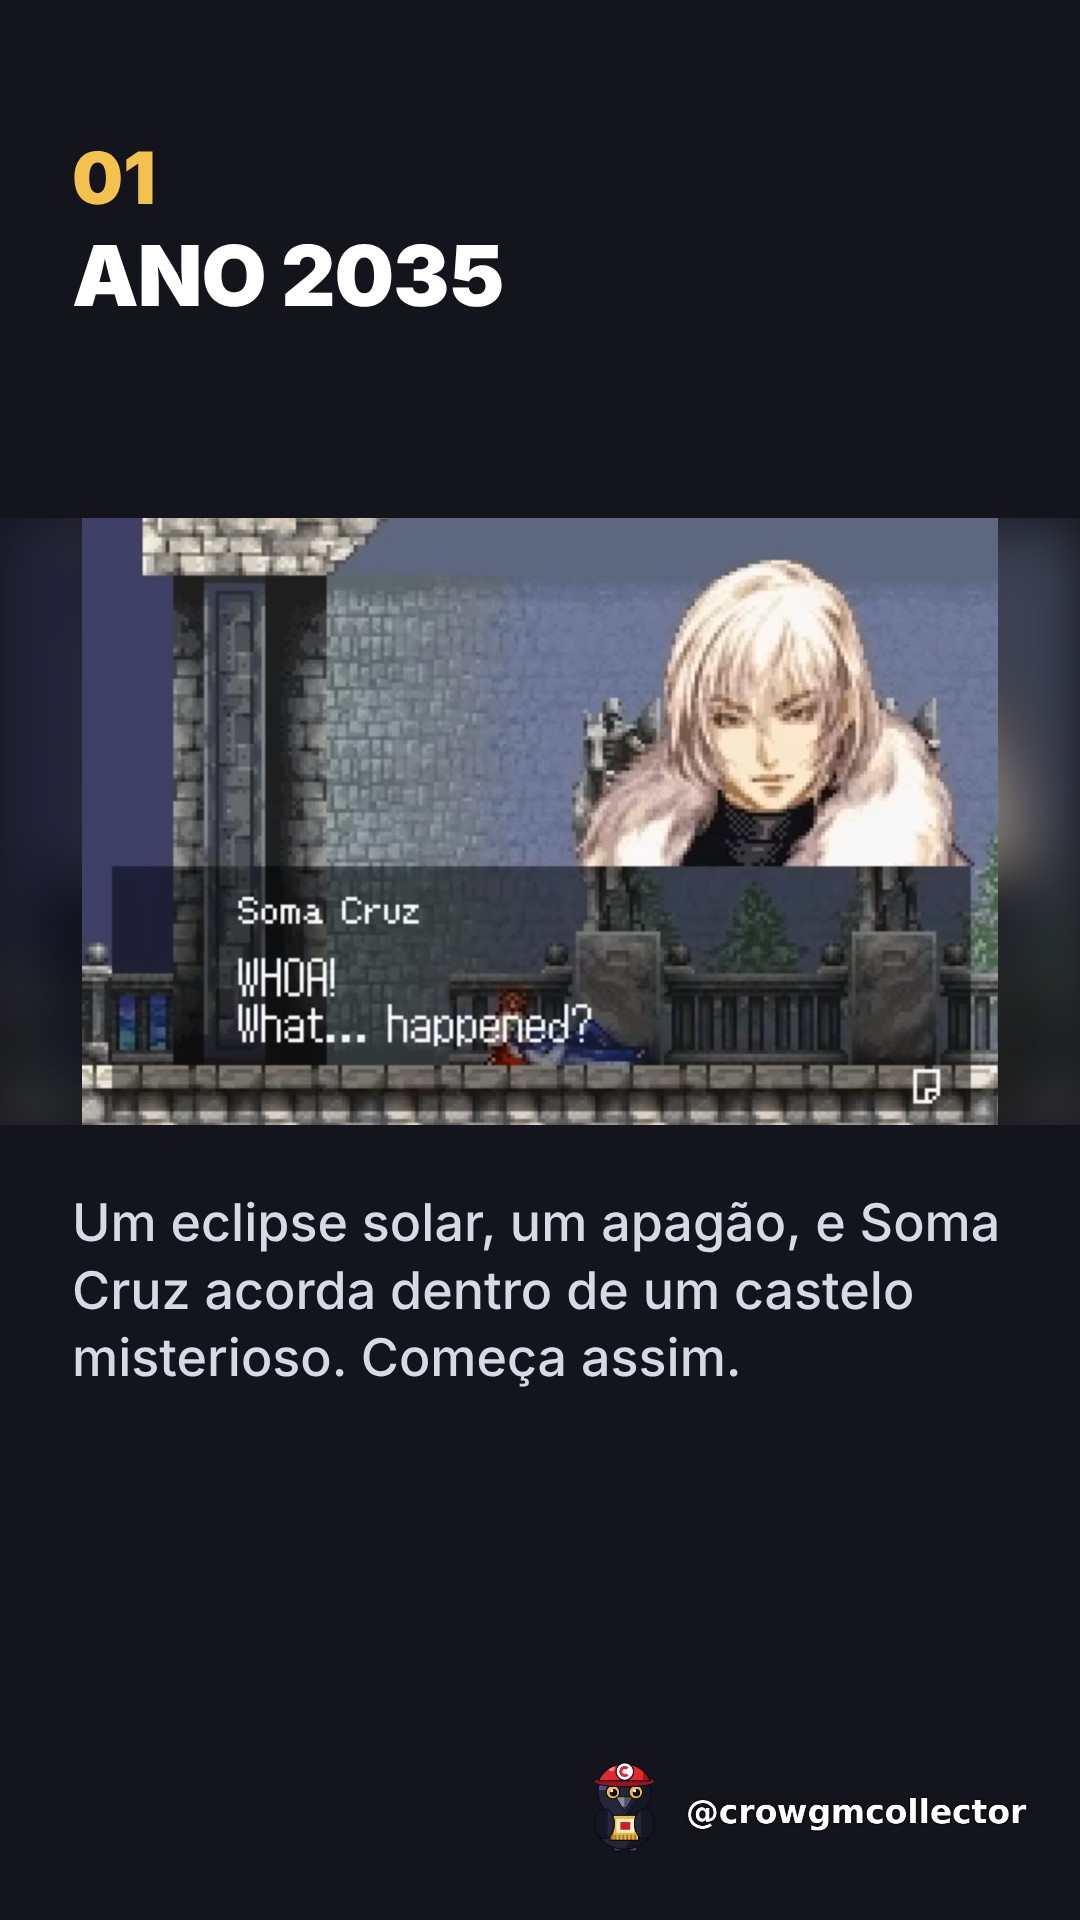 01
ANO 2035
Soma Cruz
WHOA!
What... happened?
Um eclipse solar, um apagão, e Soma
Cruz acorda dentro de um castelo
misterioso. Começa assim.
C
@crowgmcollector